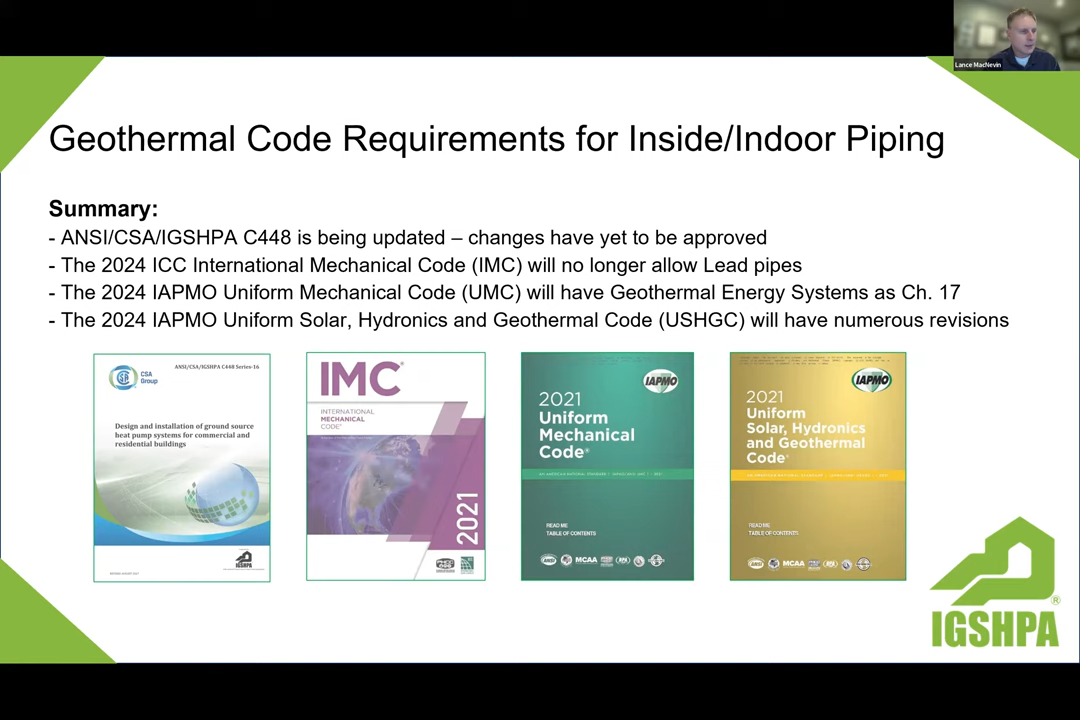 Lance MacNevin
Geothermal Code Requirements for Inside/Indoor Piping
Summary:
- ANSI/CSA/IGSHPA C448 is being updated – changes have yet to be approved
- The 2024 ICC International Mechanical Code (IMC) will no longer allow Lead pipes
- The 2024 IAPMO Uniform Mechanical Code (UMC) will have Geothermal Energy Systems as Ch. 17
- The 2024 IAPMO Uniform Solar, Hydronics and Geothermal Code (USHGC) will have numerous revisions
ANSI/CSA/IGSHPA C448 Series-16
CSA
Group
Design and installation of ground source
heat pump systems for commercial and
residential buildings
IGSHPA
IMC®
INTERNATIONAL
MECHANICAL
CODE®
2021
IAPMO
2021
Uniform
Mechanical
Code®
READ ME
TABLE OF CONTENTS
ANSI MCAA
IAPMO
2021
Uniform
Solar, Hydronics
and Geothermal
Code®
READ ME
TABLE OF CONTENTS
ANSI MCAA
IGSHPA®